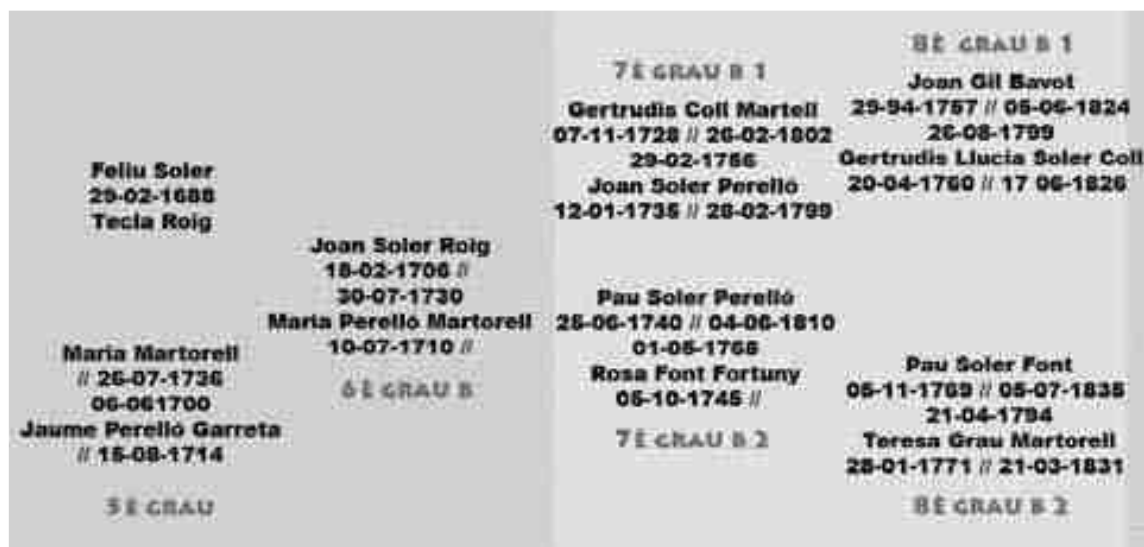 Feliu Soler
29-02-1688
Tecla Roig
Maria Martorell
// 26-07-1736
06-061700
Jaume Perelló Garreta
// 15-08-1714
5È GRAU
Joan Soler Roig
18-02-1706 //
30-07-1730
Maria Perelló Martorell
10-07-1710 //
6È GRAU B
7È GRAU B 1
Gertrudis Coll Martell
07-11-1728 // 26-02-1802
29-02-1756
Joan Soler Perelló
12-01-1735 // 28-02-1799
Pau Soler Perelló
25-06-1740 // 04-06-1810
01-05-1768
Rosa Font Fortuny
05-10-1745 //
7È GRAU B 2
8È GRAU B 1
Joan Gil Bavot
29-94-1757 // 05-06-1824
26-08-1799
Gertrudis Llucia Soler Coll
20-04-1760 // 17 06-1826
Pau Soler Font
05-11-1769 // 05-07-1835
21-04-1794
Teresa Grau Martorell
28-01-1771 // 21-03-1831
8È GRAU B 2